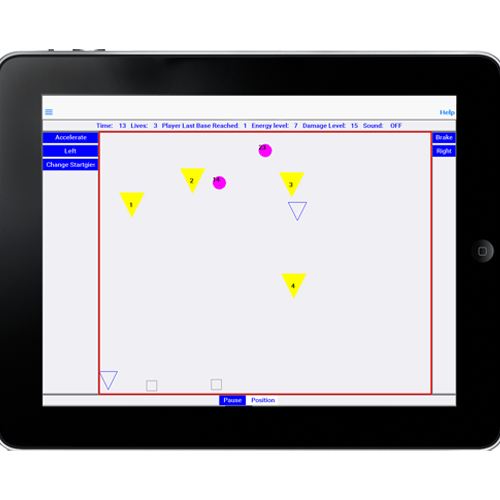 Help
Time: 13 Lives: 3 Player Last Base Reached: 1 Energy level: 7 Damage Level: 15 Sound: OFF
Accelerate
Brake
Left
Right
Change Startgier
23
2
14
3
1
4
Pause Position